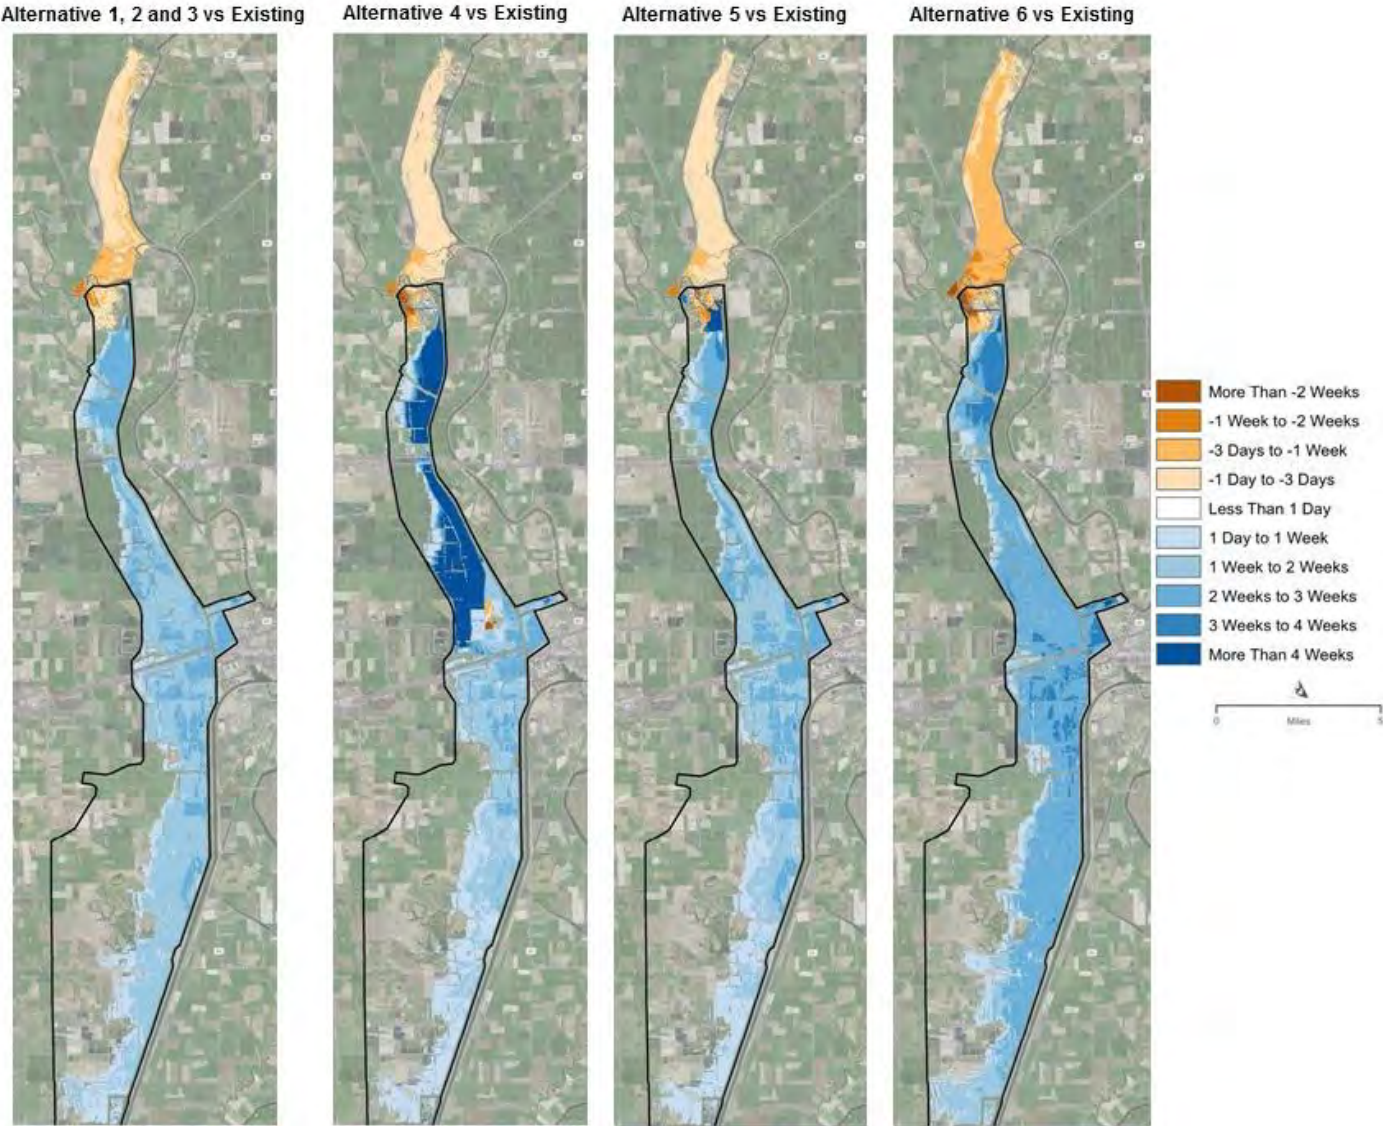 Alternative 1, 2 and 3 vs Existing
Alternative 4 vs Existing
Alternative 5 vs Existing
Alternative 6 vs Existing
More Than -2 Weeks
-1 Week to -2 Weeks
-3 Days to -1 Week
-1 Day to -3 Days
Less Than 1 Day
1 Day to 1 Week
1 Week to 2 Weeks
2 Weeks to 3 Weeks
3 Weeks to 4 Weeks
More Than 4 Weeks
0 Miles 5